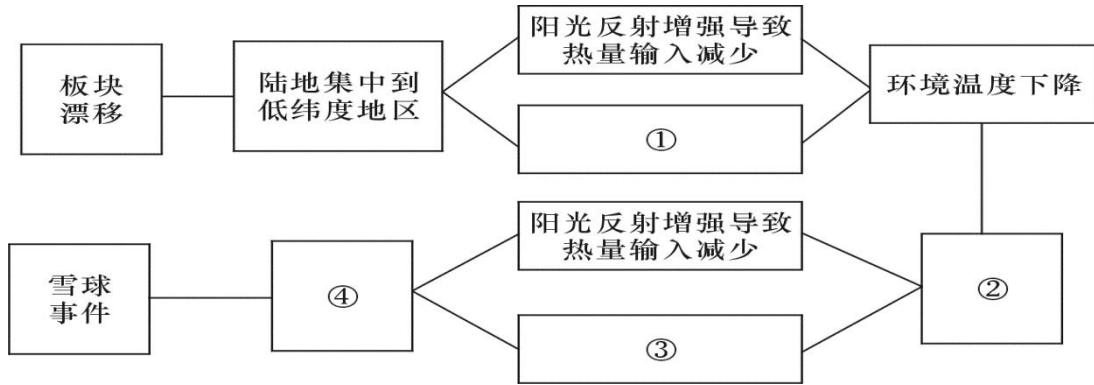 板块
漂移
陆地集中到
低纬度地区
阳光反射增强导致
热量输入减少
①
环境温度下降
雪球
事件
④
阳光反射增强导致
热量输入减少
③
②